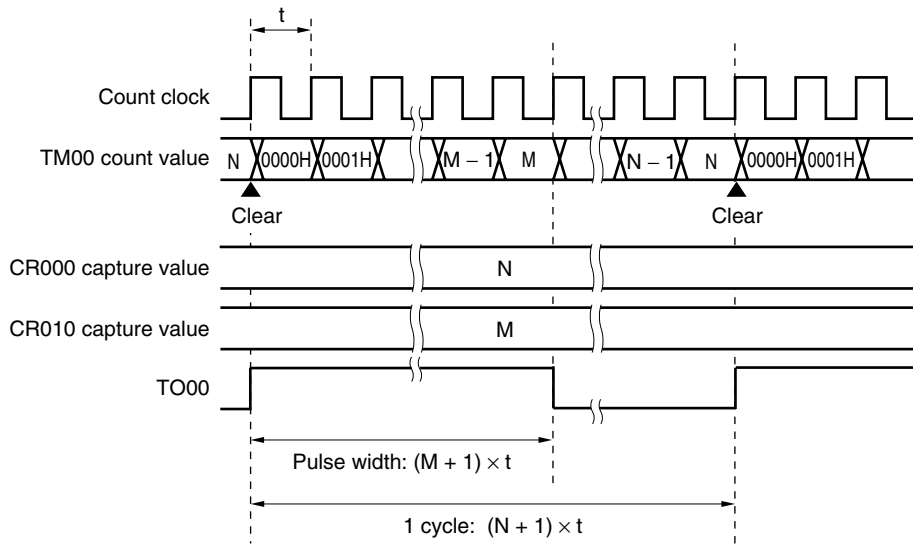 t
Count clock
TM00 count value
N 0000H 0001H M – 1 M N – 1 N 0000H 0001H
Clear Clear
CR000 capture value N
CR010 capture value M
TO00
Pulse width: (M + 1) × t
1 cycle: (N + 1) × t